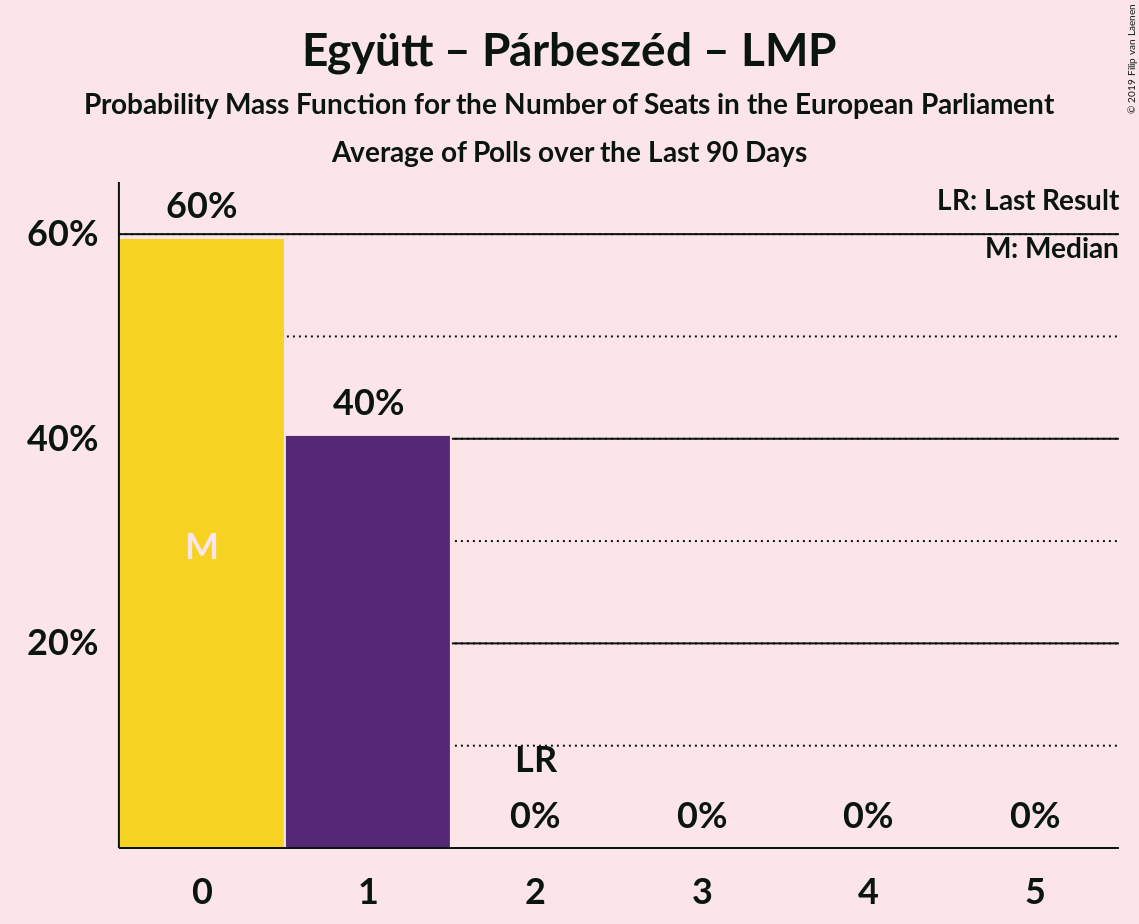 Együtt – Párbeszéd – LMP
Probability Mass Function for the Number of Seats in the European Parliament
Average of Polls over the Last 90 Days
© 2019 Filip van Laenen
LR: Last Result
M: Median
60%
40%
20%
60%
40%
M
LR
0%
0%
0%
0%
0
1
2
3
4
5